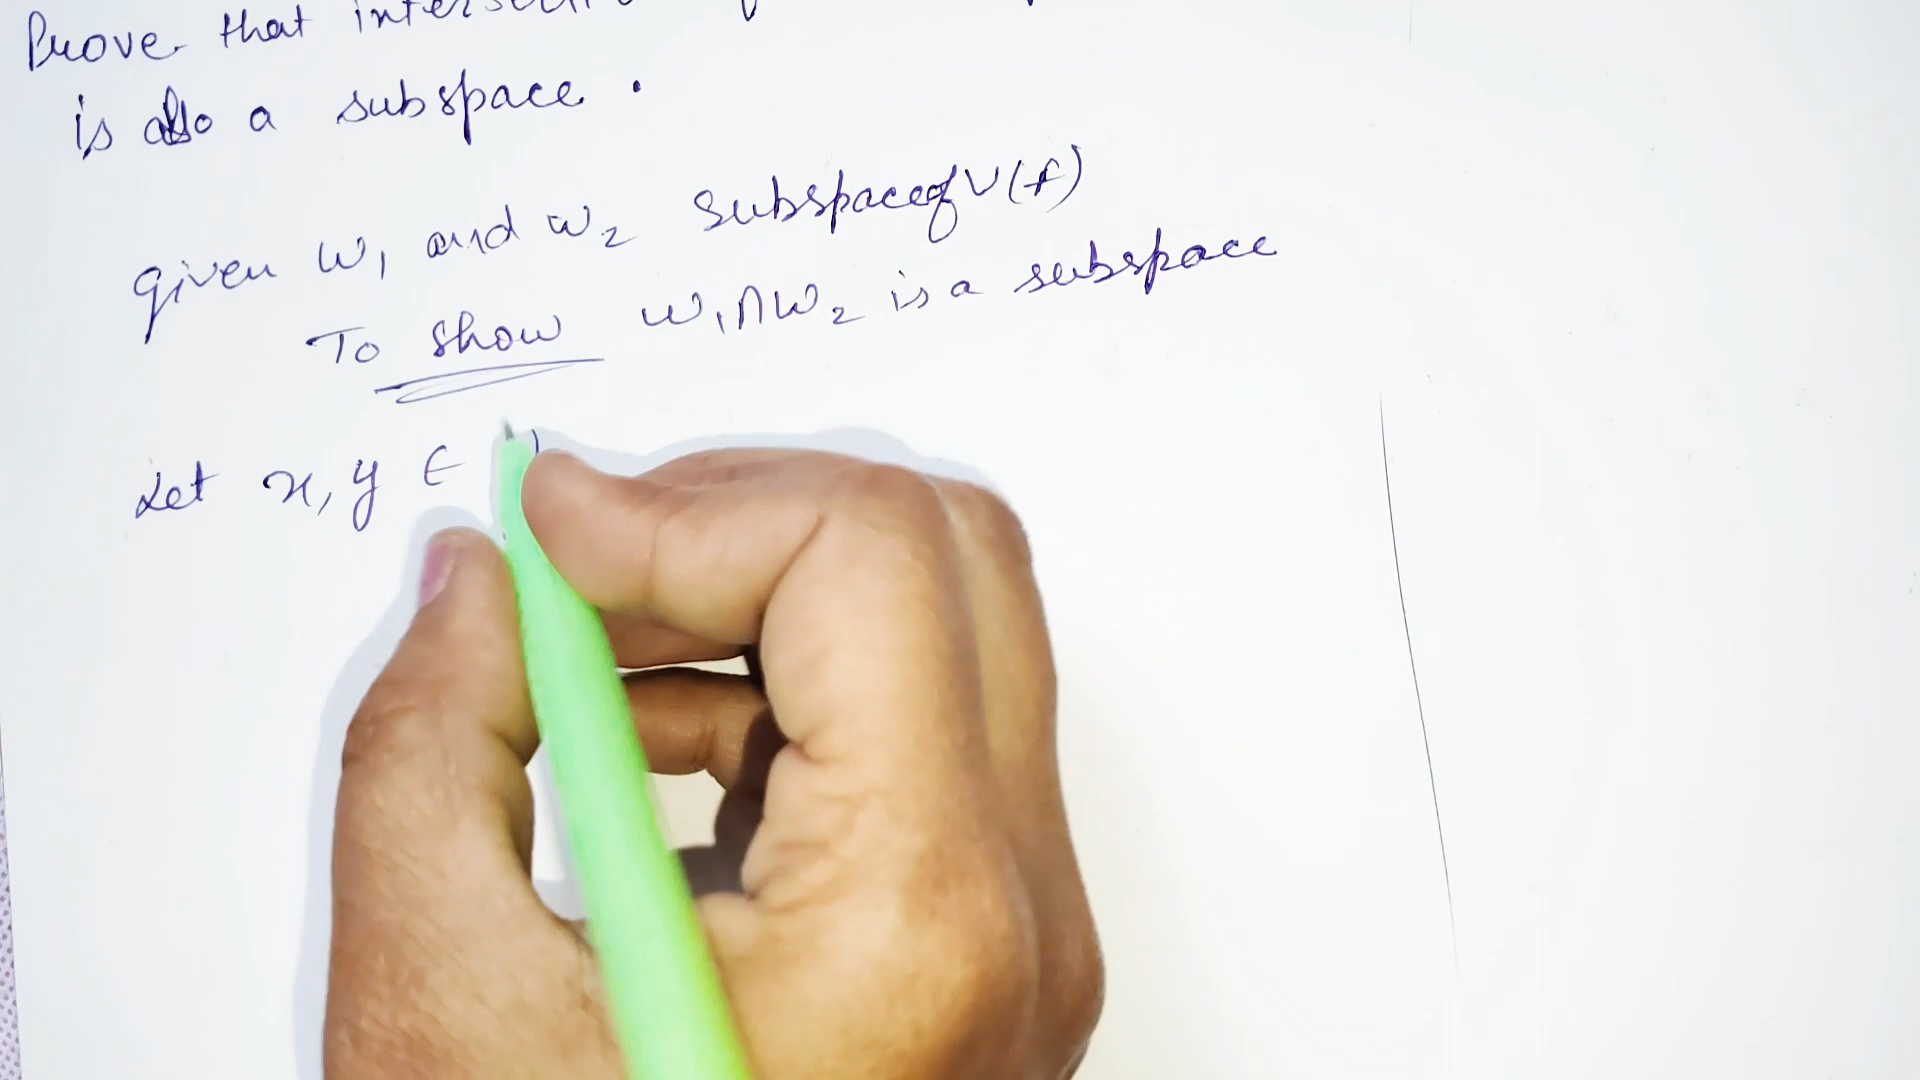 Prove that
is also a subspace .
given W1 and W2 subspace of V(F)
To show W1∩W2 is a subspace
Let x, y ∈